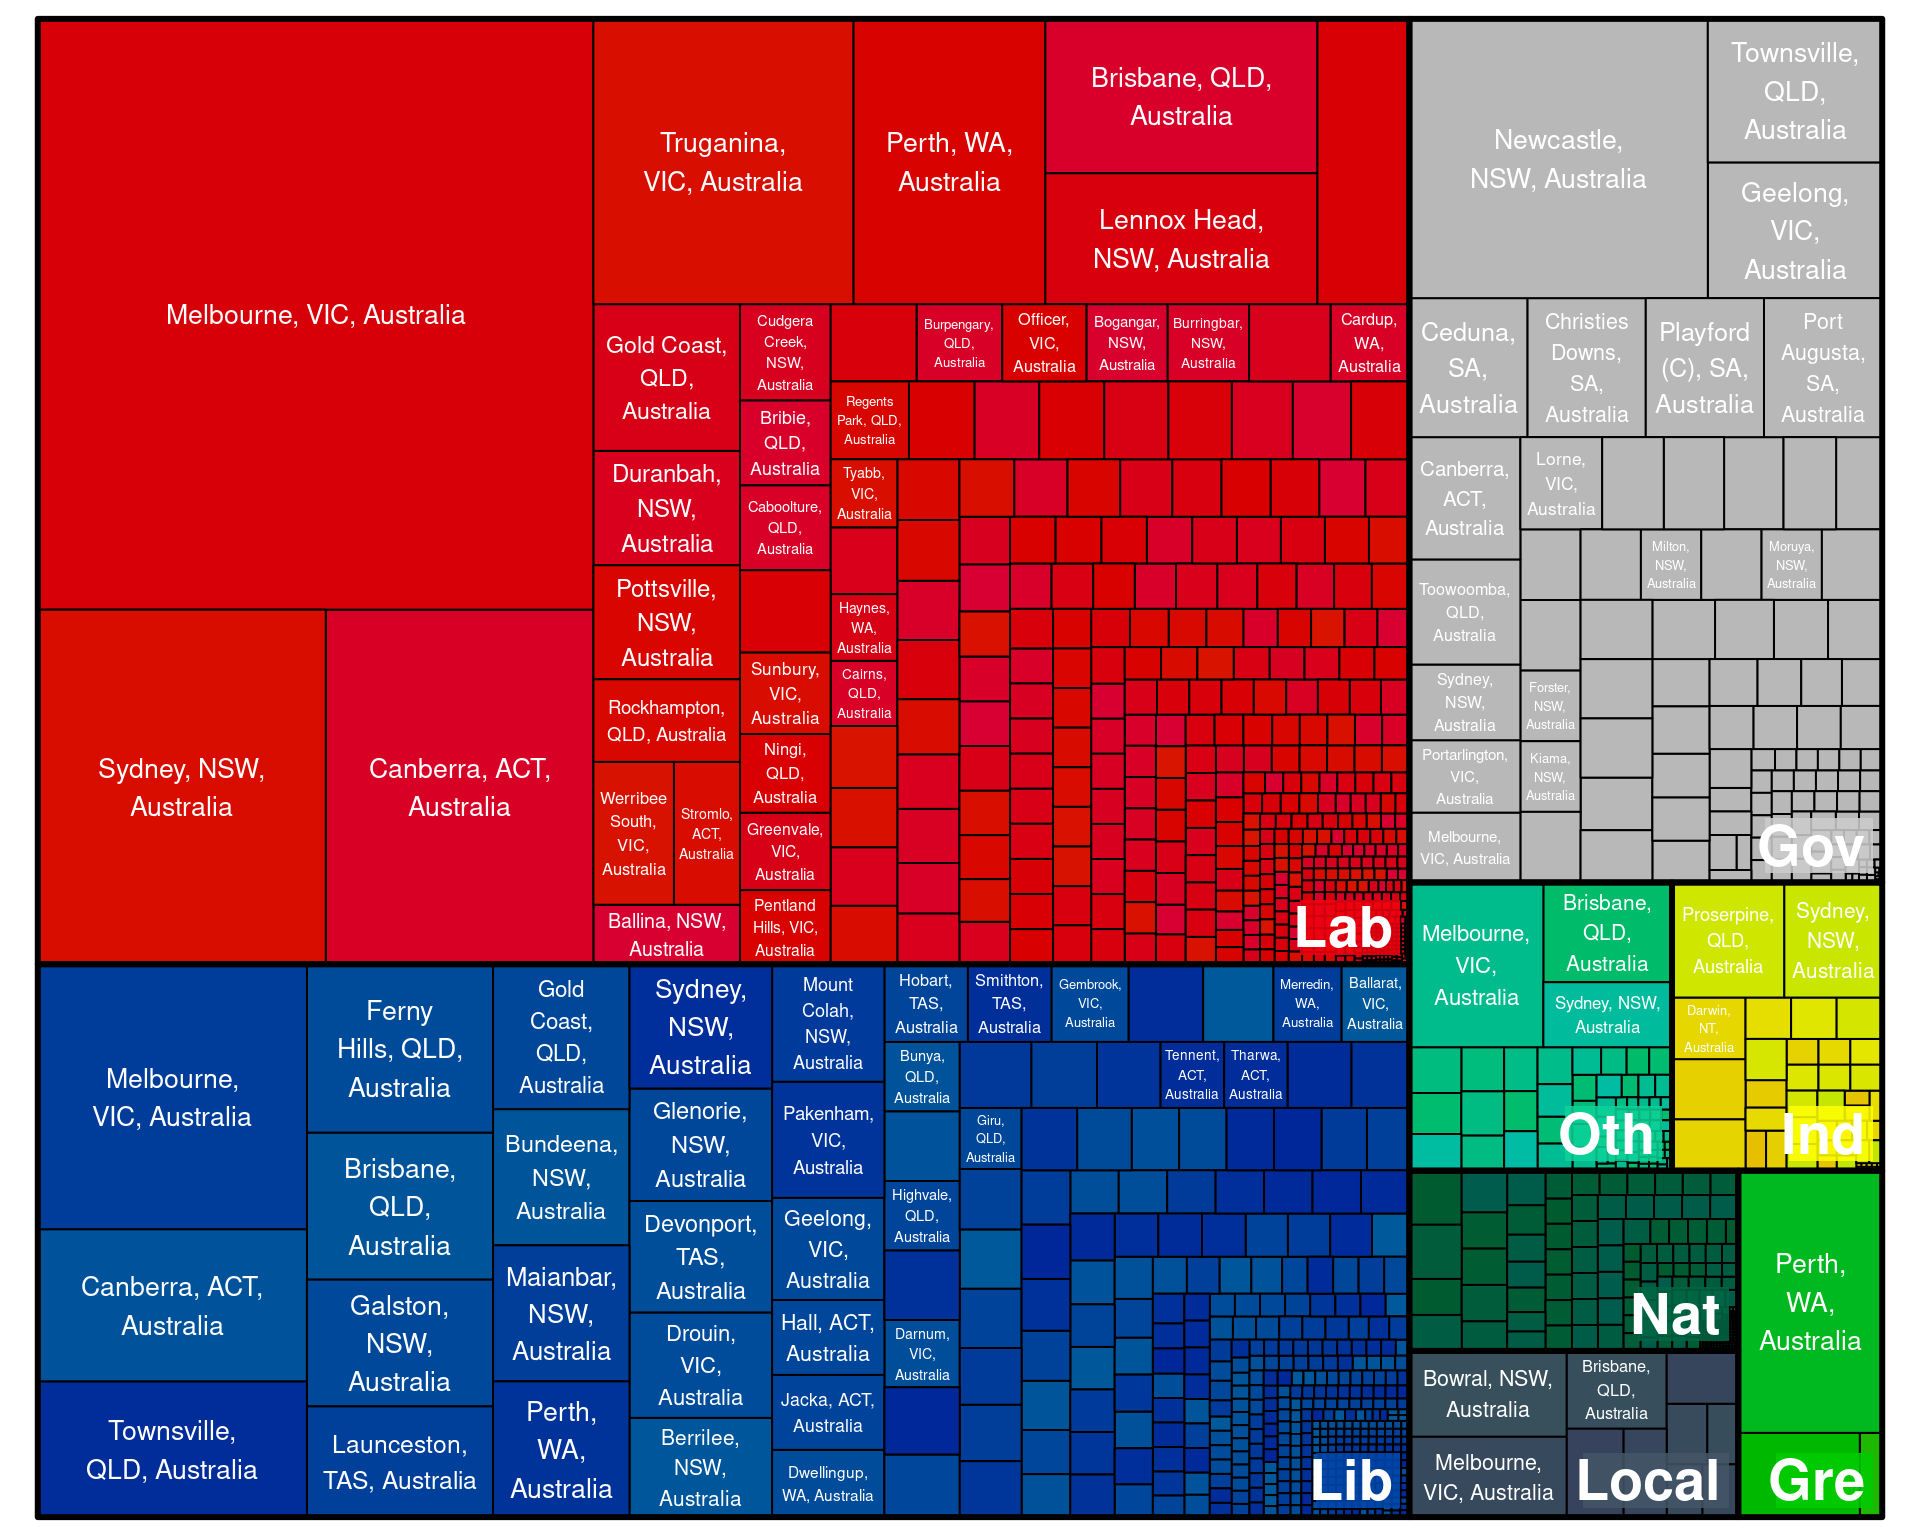 Melbourne, VIC, Australia
Sydney, NSW,
Australia
Canberra, ACT,
Australia
Truganina,
VIC, Australia
Perth, WA,
Australia
Brisbane, QLD,
Australia
Lennox Head,
NSW, Australia
Gold Coast,
QLD,
Australia
Duranbah,
NSW,
Australia
Pottsville,
NSW,
Australia
Rockhampton,
QLD, Australia
Werribee
South,
VIC,
Australia
Stromlo,
ACT,
Australia
Ballina, NSW,
Australia
Cudgera
Creek,
NSW,
Australia
Bribie,
QLD,
Australia
Caboolture,
QLD,
Australia
Sunbury,
VIC,
Australia
Ningi,
QLD,
Australia
Greenvale,
VIC,
Australia
Pentland
Hills, VIC,
Australia
Burpengary,
QLD,
Australia
Officer,
VIC,
Australia
Bogangar,
NSW,
Australia
Burringbar,
NSW,
Australia
Cardup,
WA,
Australia
Regents
Park, QLD,
Australia
Tyabb,
VIC,
Australia
Haynes,
WA,
Australia
Cairns,
QLD,
Australia
Lab
Newcastle,
NSW, Australia
Townsville,
QLD,
Australia
Geelong,
VIC,
Australia
Ceduna,
SA,
Australia
Christies
Downs,
SA,
Australia
Playford
(C), SA,
Australia
Port
Augusta,
SA,
Australia
Canberra,
ACT,
Australia
Toowoomba,
QLD,
Australia
Sydney,
NSW,
Australia
Portarlington,
VIC,
Australia
Melbourne,
VIC, Australia
Lorne,
VIC,
Australia
Milton,
NSW,
Australia
Moruya,
NSW,
Australia
Forster,
NSW,
Australia
Kiama,
NSW,
Australia
Gov
Melbourne,
VIC, Australia
Canberra, ACT,
Australia
Townsville,
QLD, Australia
Ferny
Hills, QLD,
Australia
Brisbane,
QLD,
Australia
Galston,
NSW,
Australia
Launceston,
TAS, Australia
Gold
Coast,
QLD,
Australia
Bundeena,
NSW,
Australia
Maianbar,
NSW,
Australia
Perth,
WA,
Australia
Sydney,
NSW,
Australia
Glenorie,
NSW,
Australia
Devonport,
TAS,
Australia
Drouin,
VIC,
Australia
Berrilee,
NSW,
Australia
Mount
Colah,
NSW,
Australia
Pakenham,
VIC,
Australia
Geelong,
VIC,
Australia
Hall, ACT,
Australia
Jacka, ACT,
Australia
Dwellingup,
WA, Australia
Hobart,
TAS,
Australia
Smithton,
TAS,
Australia
Gembrook,
VIC,
Australia
Merredin,
WA,
Australia
Ballarat,
VIC,
Australia
Bunya,
QLD,
Australia
Tennent,
ACT,
Australia
Tharwa,
ACT,
Australia
Giru,
QLD,
Australia
Highvale,
QLD,
Australia
Darnum,
VIC,
Australia
Lib
Melbourne,
VIC,
Australia
Brisbane,
QLD,
Australia
Sydney, NSW,
Australia
Oth
Proserpine,
QLD,
Australia
Sydney,
NSW,
Australia
Darwin,
NT,
Australia
Ind
Nat
Perth,
WA,
Australia
Gre
Bowral, NSW,
Australia
Melbourne,
VIC, Australia
Brisbane,
QLD,
Australia
Local